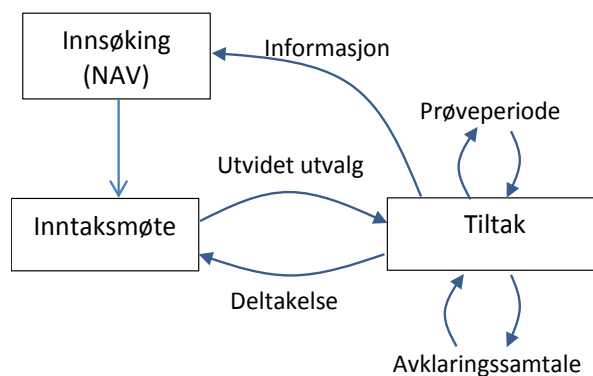 Innsøking
(NAV)
Informasjon
Prøveperiode
Utvidet utvalg
Inntaksmøte
Tiltak
Deltakelse
Avklaringssamtale